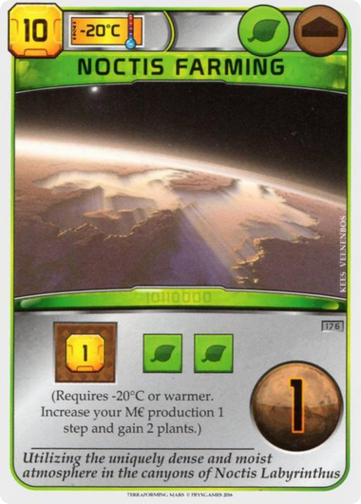 10
-20°C
NOCTIS FARMING
KEES VEENENBOS
176
1
(Requires -20°C or warmer.
Increase your M€ production 1
step and gain 2 plants.)
1
Utilizing the uniquely dense and moist
atmosphere in the canyons of Noctis Labyrinthus
TERRAFORMING MARS © FRYXGAMES 2016